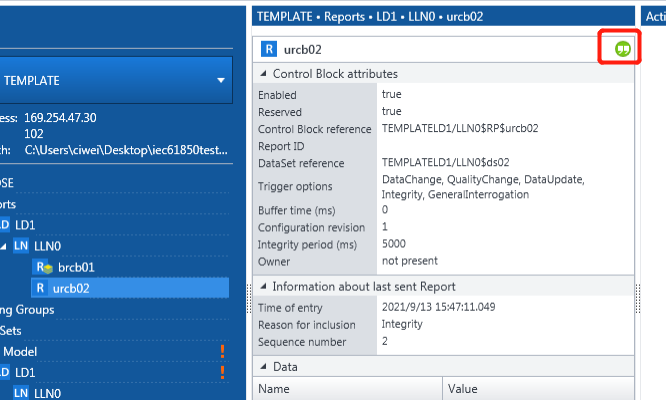 TEMPLATE
ess: 169.254.47.30
102
th: C:\Users\ciwei\Desktop\iec61850test...
OSE
orts
LD LD1
LN LLN0
R brcb01
R urcb02
ng Groups
Sets
Model !
LD LD1 !
LN LLN0
TEMPLATE • Reports • LD1 • LLN0 • urcb02
R urcb02
Control Block attributes
Enabled true
Reserved true
Control Block reference TEMPLATELD1/LLN0$RP$urcb02
Report ID
DataSet reference TEMPLATELD1/LLN0$ds02
Trigger options DataChange, QualityChange, DataUpdate,
Integrity, GeneralInterrogation
Buffer time (ms) 0
Configuration revision 1
Integrity period (ms) 5000
Owner not present
Information about last sent Report
Time of entry 2021/9/13 15:47:11.049
Reason for inclusion Integrity
Sequence number 2
Data
Name Value
Acti